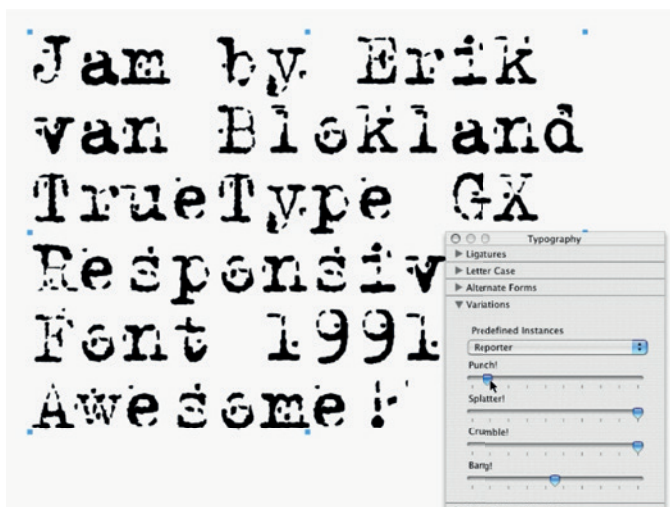 Jam by Erik
van Blokland
TrueType GX
Responsiv
Font 1991
Awesome!
Typography
Ligatures
Letter Case
Alternate Forms
Variations
Predefined Instances
Reporter
Punch!
Splatter!
Crumble!
Bang!